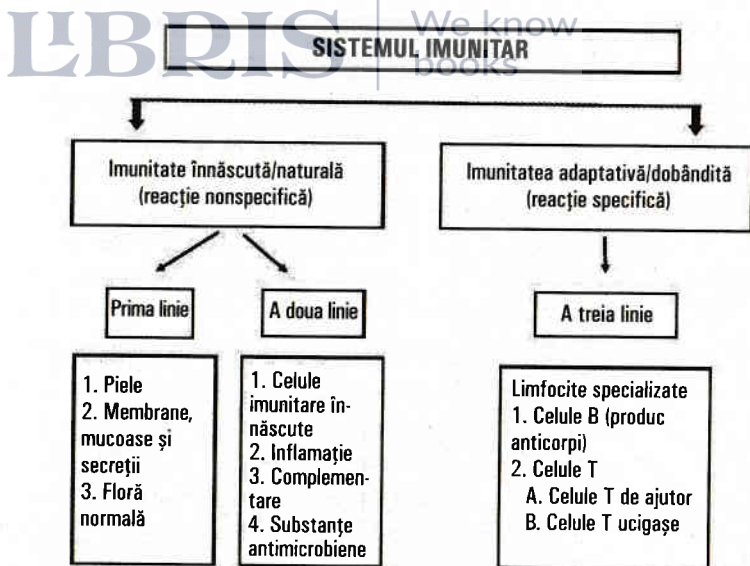 LIBRIS
We know
books
SISTEMUL IMUNITAR
Imunitate înnăscută/naturală
(reacție nonspecifică)
Imunitatea adaptativă/dobândită
(reacție specifică)
Prima linie
A doua linie
A treia linie
1. Piele
2. Membrane,
mucoase și
secreții
3. Floră
normală
1. Celule
imunitare în-
născute
2. Inflamație
3. Complemen-
tare
4. Substanțe
antimicrobiene
Limfocite specializate
1. Celule B (produc
anticorpi)
2. Celule T
A. Celule T de ajutor
B. Celule T ucigașe